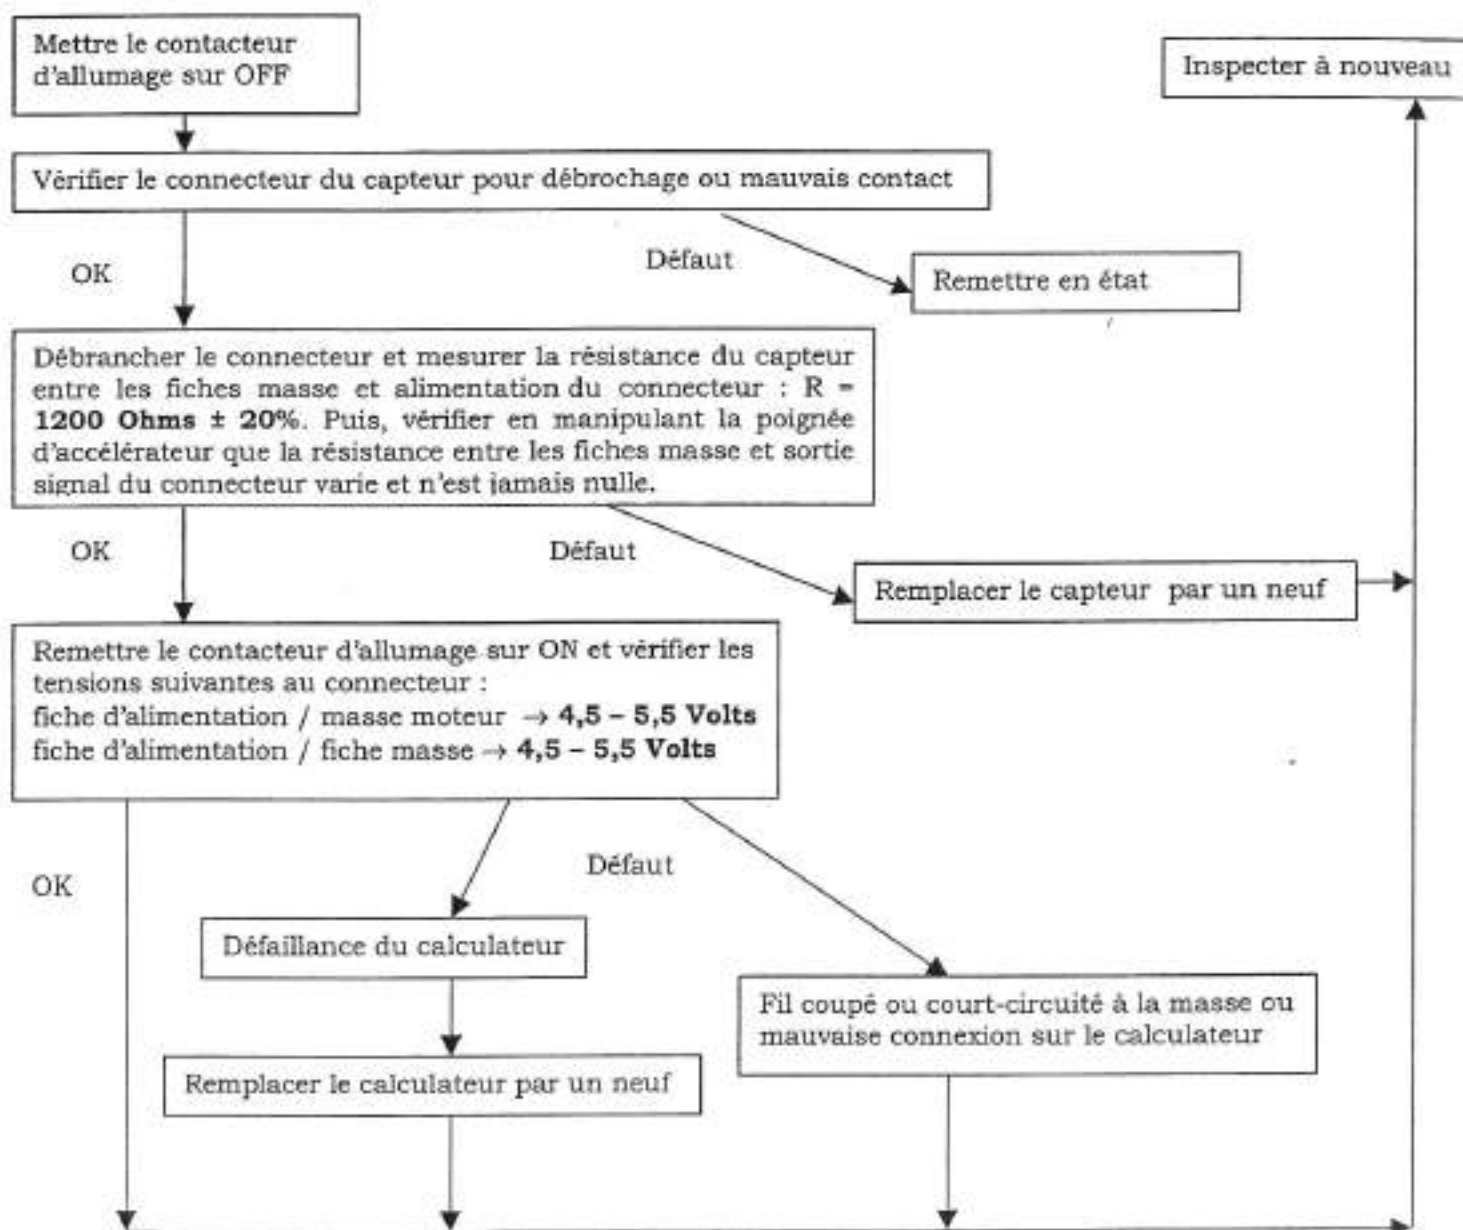 Mettre le contacteur
d'allumage sur OFF
Inspecter à nouveau
Vérifier le connecteur du capteur pour débrochage ou mauvais contact
OK
Défaut
Remettre en état
Débrancher le connecteur et mesurer la résistance du capteur
entre les fiches masse et alimentation du connecteur : R =
1200 Ohms ± 20%. Puis, vérifier en manipulant la poignée
d'accélérateur que la résistance entre les fiches masse et sortie
signal du connecteur varie et n'est jamais nulle.
OK
Défaut
Remplacer le capteur par un neuf
Remettre le contacteur d'allumage sur ON et vérifier les
tensions suivantes au connecteur :
fiche d'alimentation / masse moteur → 4,5 – 5,5 Volts
fiche d'alimentation / fiche masse → 4,5 – 5,5 Volts
OK
Défaut
Défaillance du calculateur
Fil coupé ou court-circuité à la masse ou
mauvaise connexion sur le calculateur
Remplacer le calculateur par un neuf